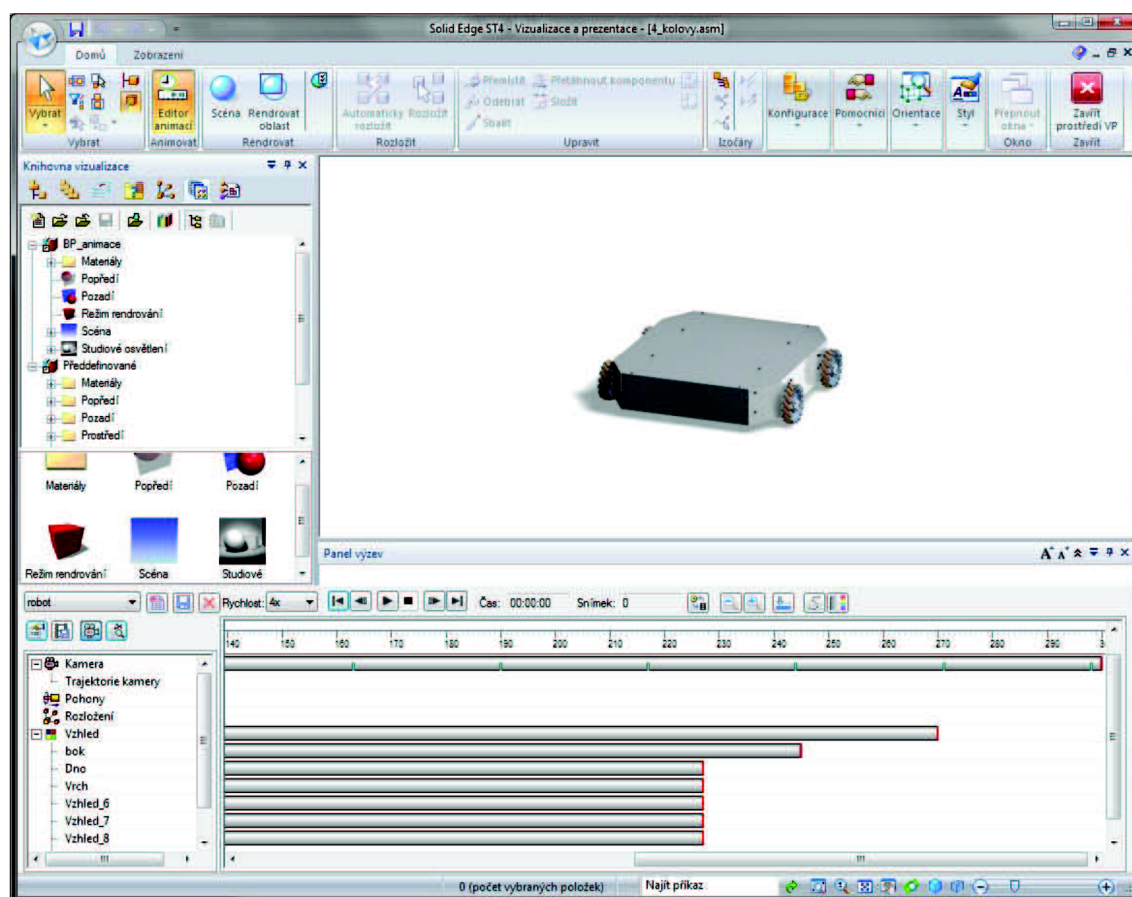 Solid Edge ST4 - Vizualizace a prezentace - [4_kolovy.asm]
Domů Zobrazení
Vybrat Editor animací Scéna Rendrovat oblast Automaticky rozložit Rozložit Přemístit Přetáhnout komponentu Odebrat Složit Sbalit Konfigurace Pomocníci Orientace Styl Přepnout okna Zavřít prostředí VP
Vybrat Animovat Rendrovat Rozložit Upravit Izočáry Okno Zavřít
Knihovna vizualizace
BP_animace
Materiály
Popředí
Pozadí
Režim rendrování
Scéna
Studiové osvětlení
Předdefinované
Materiály
Popředí
Pozadí
Prostředí
Materiály Popředí Pozadí
Režim rendrování Scéna Studiové
Panel výzev
robot Rychlost: 4x Čas: 00:00:00 Snímek: 0
140 150 160 170 180 190 200 210 220 230 240 250 260 270 280 290 3
Kamera
Trajektorie kamery
Pohony
Rozložení
Vzhled
bok
Dno
Vrch
Vzhled_6
Vzhled_7
Vzhled_8
0 (počet vybraných položek) Najít příkaz